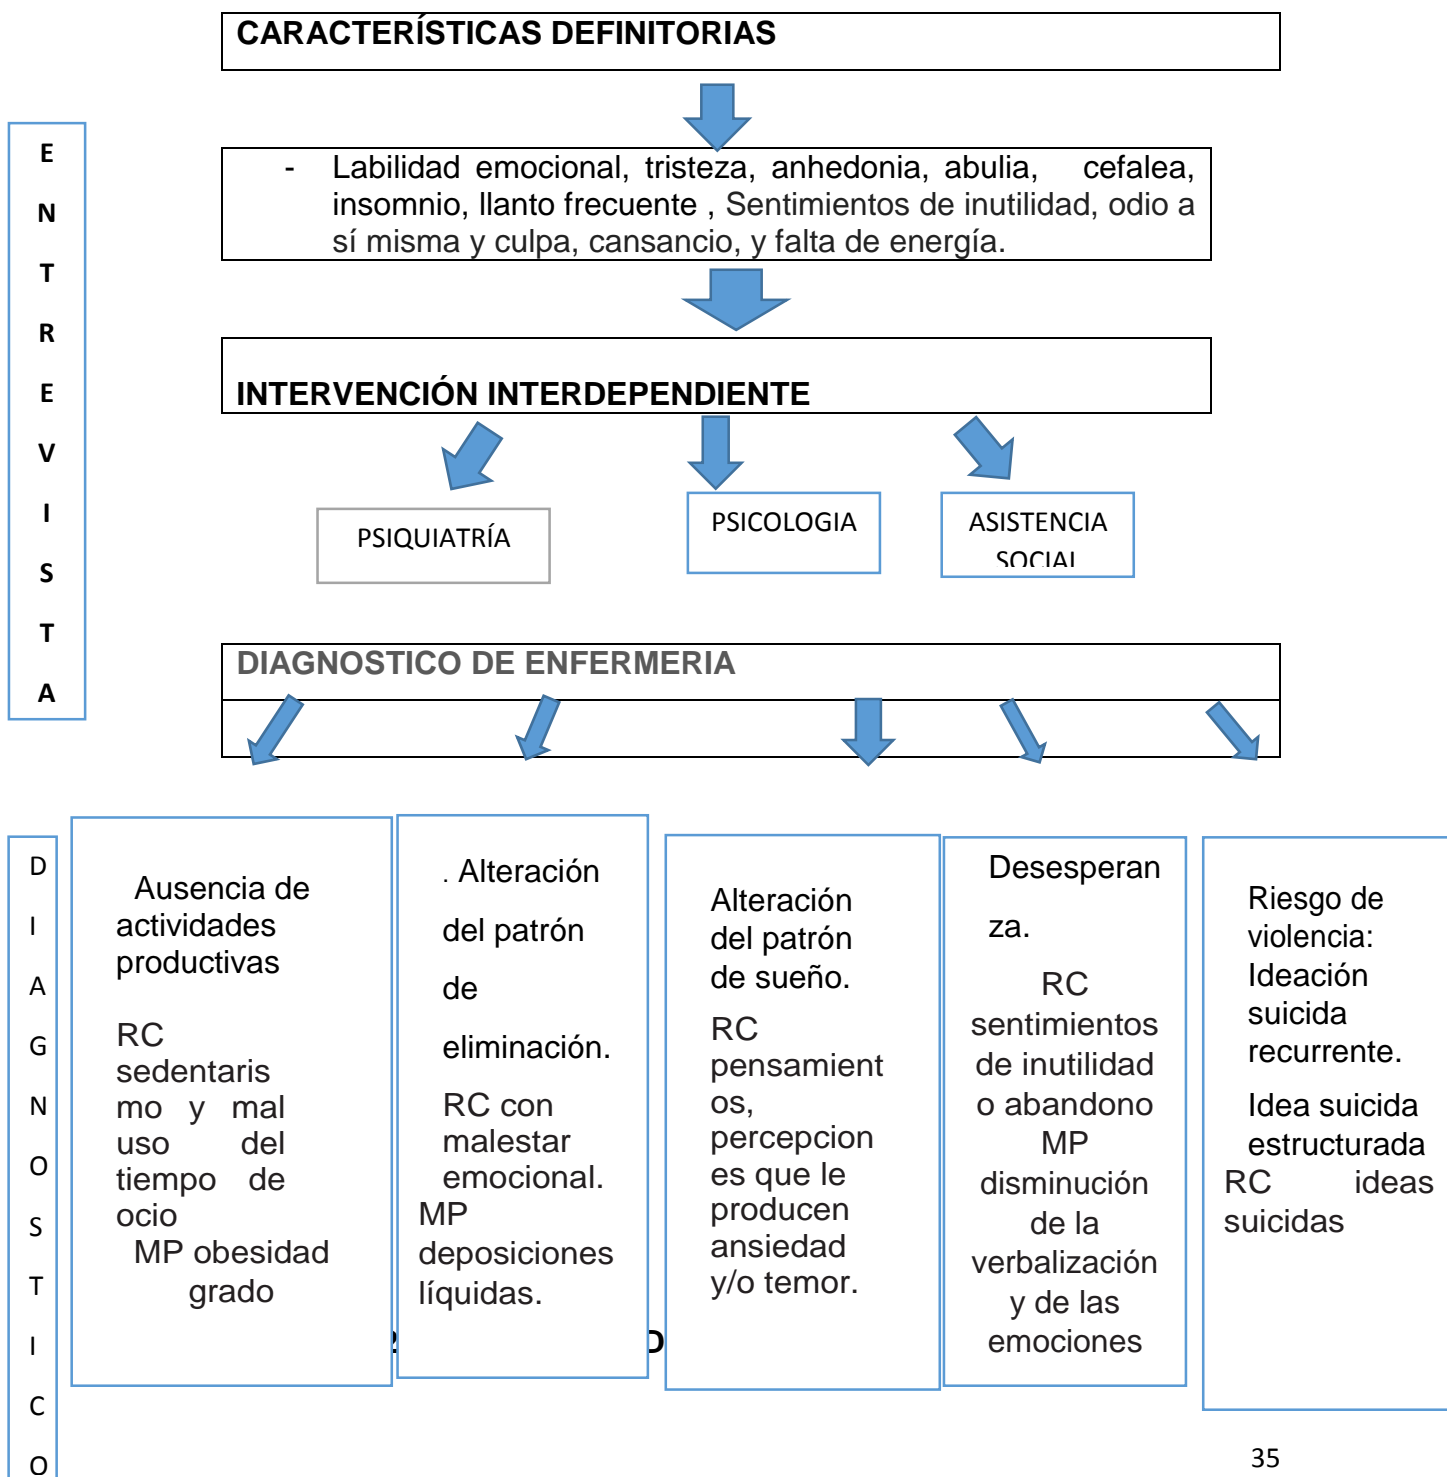 CARACTERÍSTICAS DEFINITORIAS
E
N
T
R
E
V
I
S
T
A
- Labilidad emocional, tristeza, anhedonia, abulia, cefalea,
insomnio, llanto frecuente , Sentimientos de inutilidad, odio a
sí misma y culpa, cansancio, y falta de energía.
INTERVENCIÓN INTERDEPENDIENTE
PSIQUIATRÍA
PSICOLOGIA
ASISTENCIA
SOCIAL
DIAGNOSTICO DE ENFERMERIA
D
I
A
G
N
O
S
T
I
C
O
Ausencia de
actividades
productivas
RC
sedentaris
mo y mal
uso del
tiempo de
ocio
MP obesidad
grado
. Alteración
del patrón
de
eliminación.
RC con
malestar
emocional.
MP
deposiciones
líquidas.
Alteración
del patrón
de sueño.
RC
pensamient
os,
percepcion
es que le
producen
ansiedad
y/o temor.
Desesperan
za.
RC
sentimientos
de inutilidad
o abandono
MP
disminución
de la
verbalización
y de las
emociones
Riesgo de
violencia:
Ideación
suicida
recurrente.
Idea suicida
estructurada
RC ideas
suicidas
35